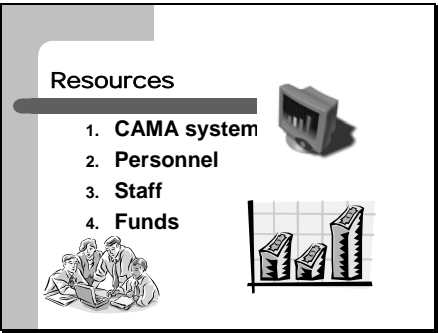 Resources
1. CAMA system
2. Personnel
3. Staff
4. Funds